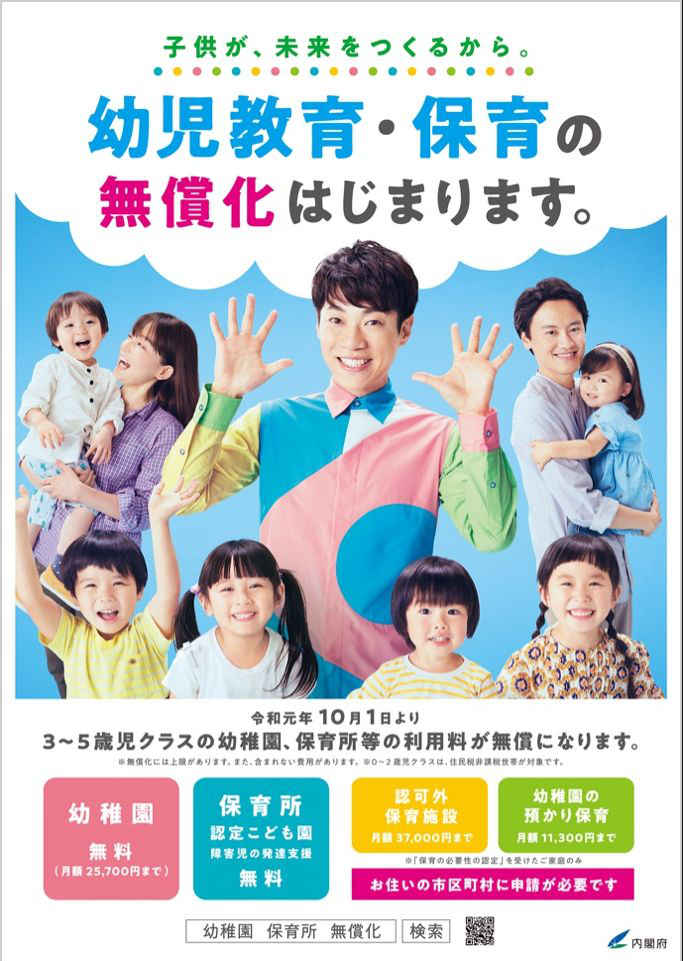 子供が、未来をつくるから。
幼児教育・保育の
無償化はじまります。
令和元年10月1日より
3〜5歳児クラスの幼稚園、保育所等の利用料が無償になります。
※無償化には上限があります。また、含まれない費用があります。※0〜2歳児クラスは、住民税非課税世帯が対象です。
幼稚園
無料
(月額25,700円まで)
保育所
認定こども園
障害児の発達支援
無料
認可外
保育施設
月額37,000円まで
幼稚園の
預かり保育
月額11,300円まで
※「保育の必要性の認定」を受けたご家庭のみ
お住いの市区町村に申請が必要です
幼稚園 保育所 無償化 検索
内閣府